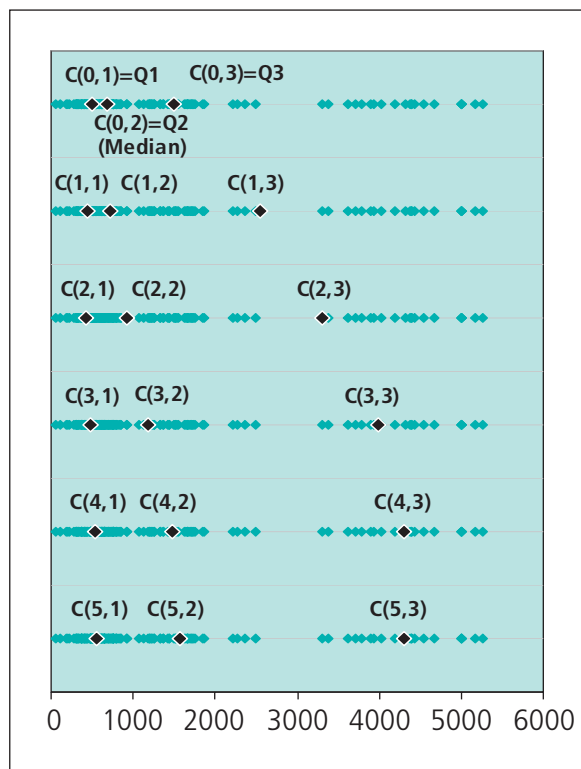 C(0,1)=Q1 C(0,3)=Q3
C(0,2)=Q2
(Median)
C(1,1) C(1,2) C(1,3)
C(2,1) C(2,2) C(2,3)
C(3,1) C(3,2) C(3,3)
C(4,1) C(4,2) C(4,3)
C(5,1) C(5,2) C(5,3)
0 1000 2000 3000 4000 5000 6000